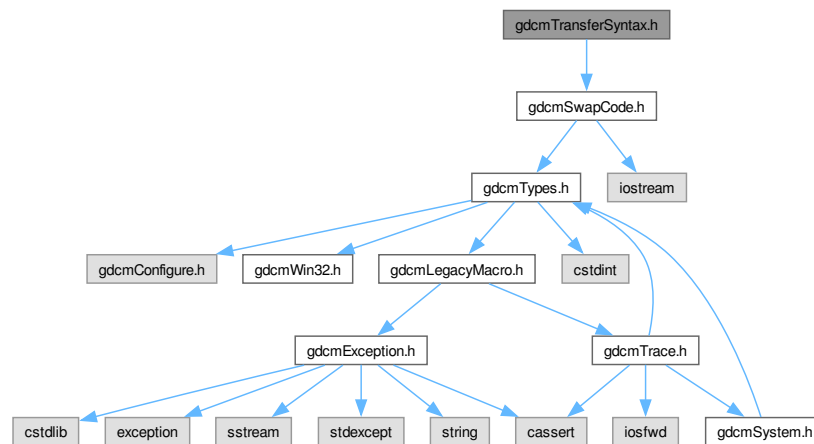 gdcmTransferSyntax.h
gdcmSwapCode.h
gdcmTypes.h
iostream
gdcmConfigure.h
gdcmWin32.h
gdcmLegacyMacro.h
cstdint
gdcmException.h
gdcmTrace.h
cstdlib
exception
sstream
stdexcept
string
cassert
iosfwd
gdcmSystem.h